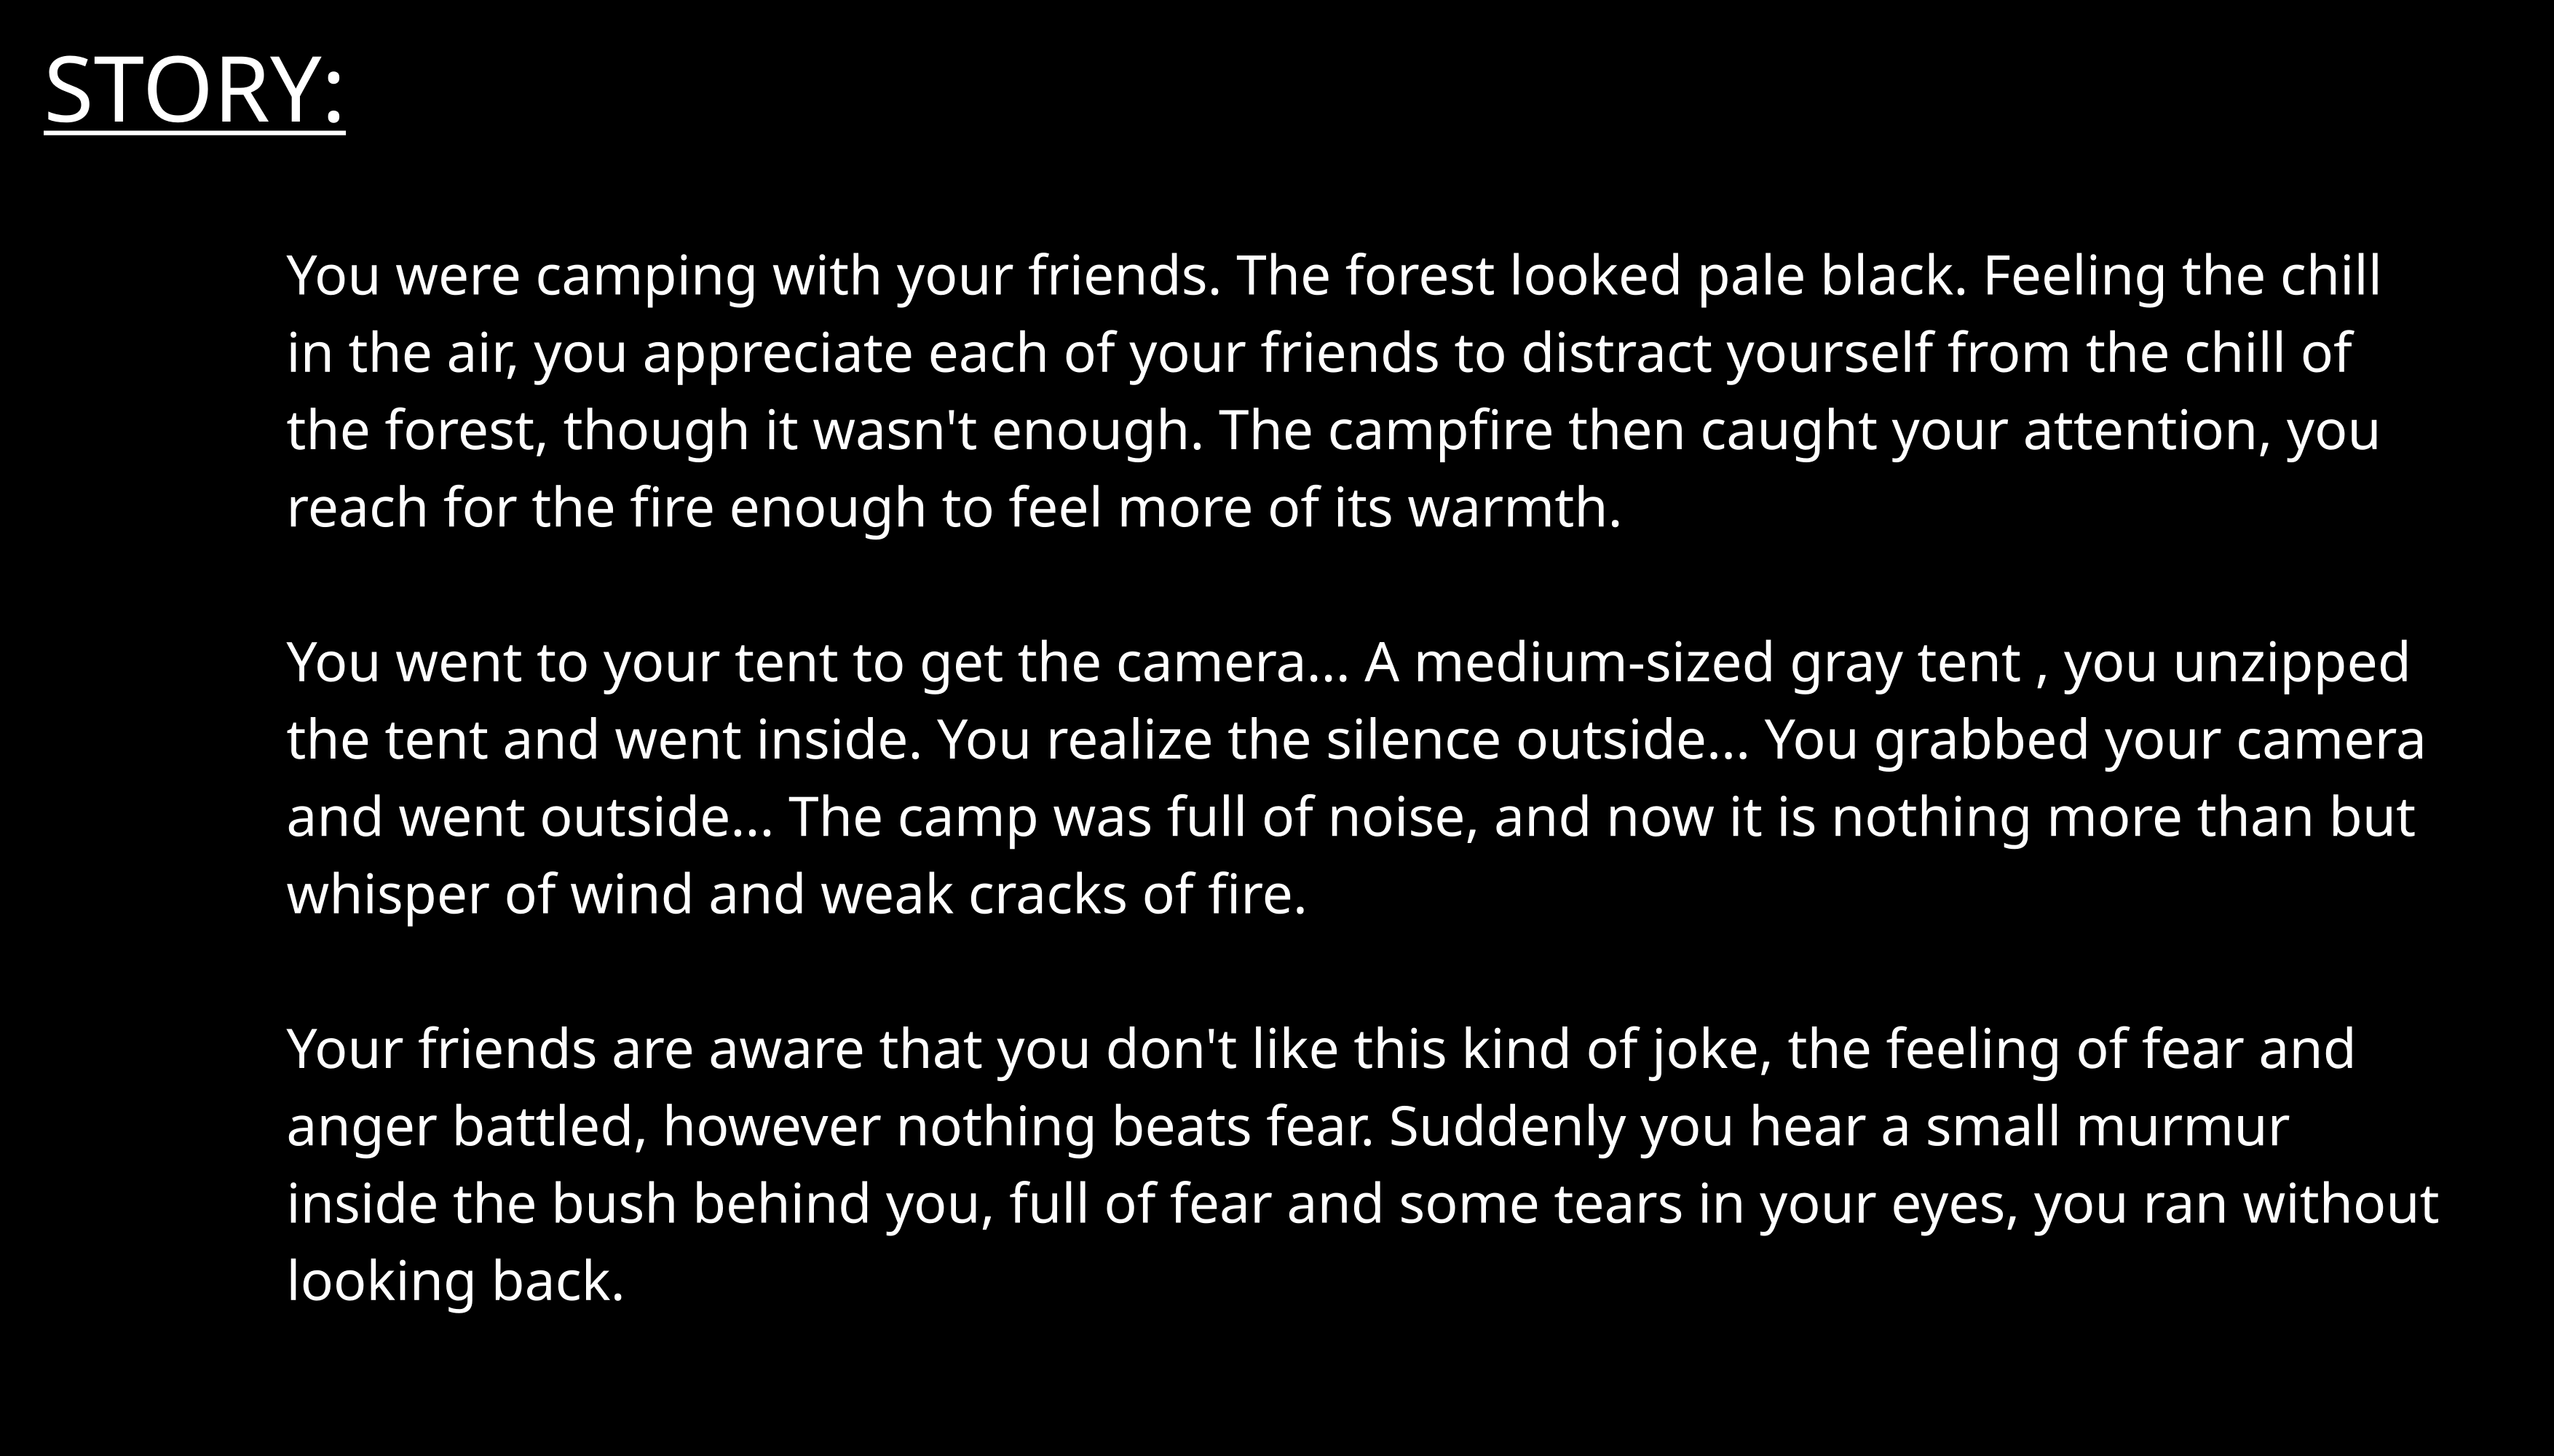 STORY:
You were camping with your friends. The forest looked pale black. Feeling the chill
in the air, you appreciate each of your friends to distract yourself from the chill of
the forest, though it wasn't enough. The campfire then caught your attention, you
reach for the fire enough to feel more of its warmth.
You went to your tent to get the camera... A medium-sized gray tent , you unzipped
the tent and went inside. You realize the silence outside... You grabbed your camera
and went outside... The camp was full of noise, and now it is nothing more than but
whisper of wind and weak cracks of fire.
Your friends are aware that you don't like this kind of joke, the feeling of fear and
anger battled, however nothing beats fear. Suddenly you hear a small murmur
inside the bush behind you, full of fear and some tears in your eyes, you ran without
looking back.